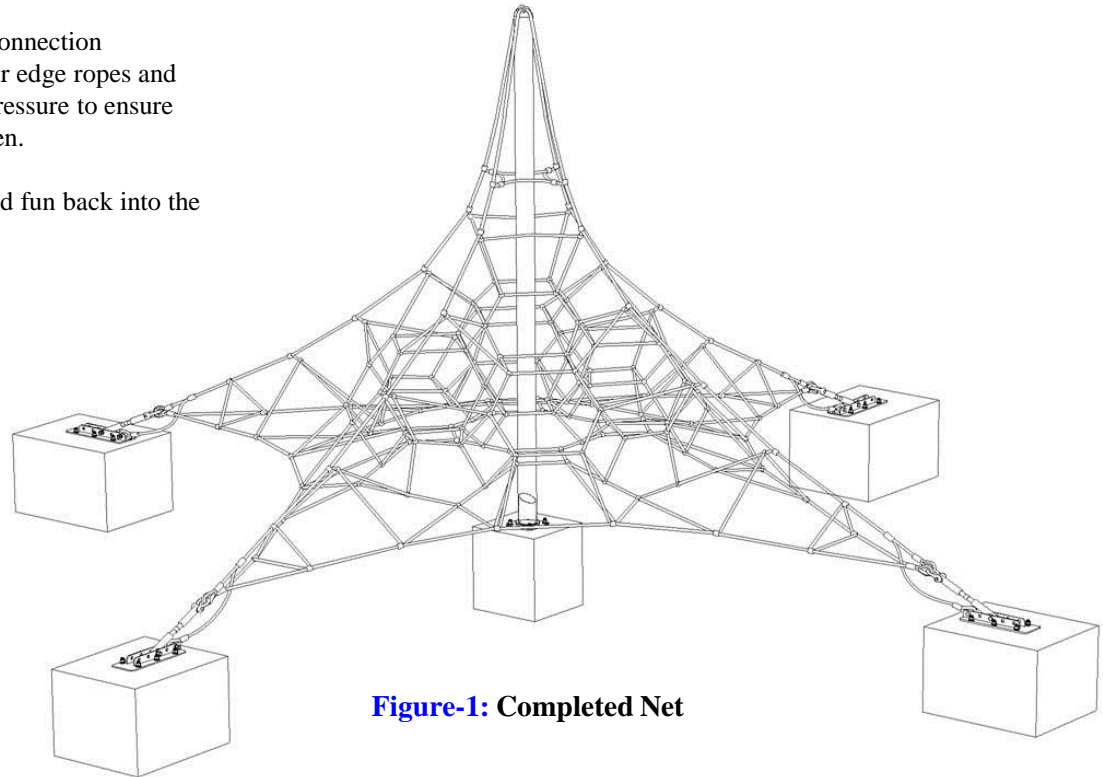 onnection
r edge ropes and
ressure to ensure
en.
d fun back into the
Figure-1: Completed Net